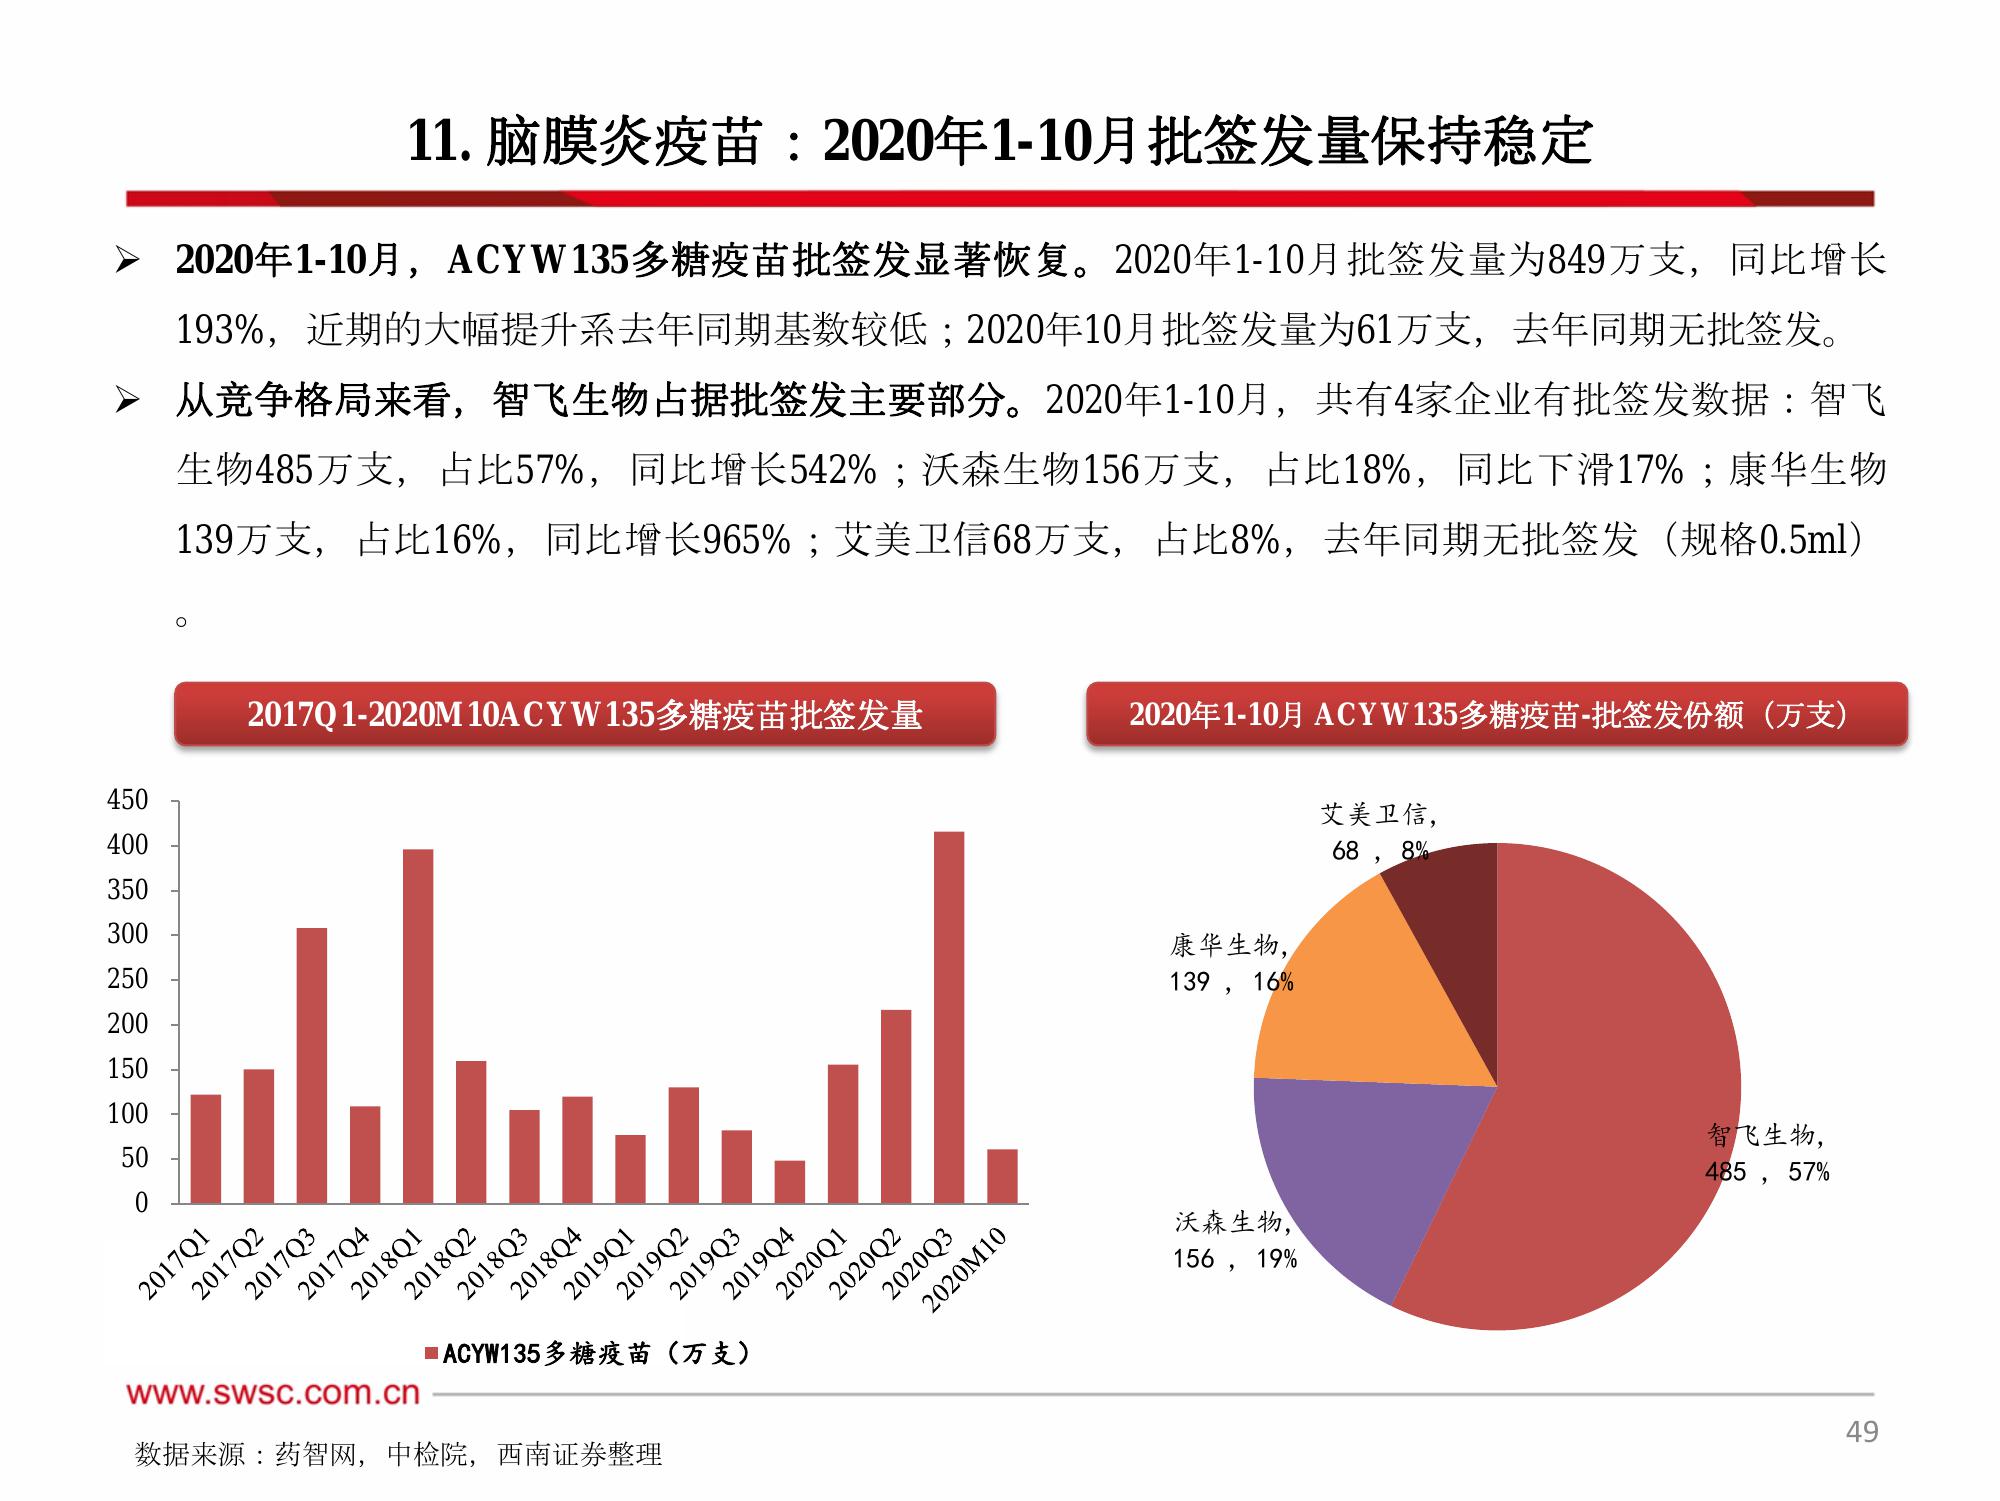 11. 脑膜炎疫苗：2020年1-10月批签发量保持稳定
➢ 2020年1-10月，ACYW135多糖疫苗批签发显著恢复。2020年1-10月批签发量为849万支，同比增长
193%，近期的大幅提升系去年同期基数较低；2020年10月批签发量为61万支，去年同期无批签发。
➢ 从竞争格局来看，智飞生物占据批签发主要部分。2020年1-10月，共有4家企业有批签发数据：智飞
生物485万支，占比57%，同比增长542%；沃森生物156万支，占比18%，同比下滑17%；康华生物
139万支，占比16%，同比增长965%；艾美卫信68万支，占比8%，去年同期无批签发（规格0.5ml）
。
2017Q1-2020M10ACYW135多糖疫苗批签发量
450
400
350
300
250
200
150
100
50
0
2017Q1
2017Q2
2017Q3
2017Q4
2018Q1
2018Q2
2018Q3
2018Q4
2019Q1
2019Q2
2019Q3
2019Q4
2020Q1
2020Q2
2020Q3
2020M10
ACYW135多糖疫苗（万支）
2020年1-10月 ACYW135多糖疫苗-批签发份额（万支）
艾美卫信,
68 , 8%
康华生物,
139 , 16%
智飞生物,
485 , 57%
沃森生物,
156 , 19%
www.swsc.com.cn
49
数据来源：药智网，中检院，西南证券整理